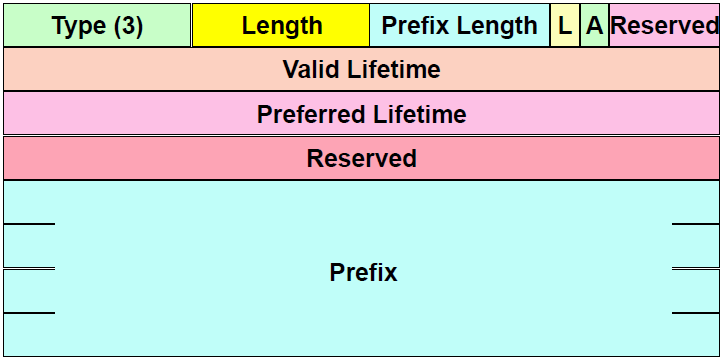 Type (3) Length Prefix Length L A Reserved
Valid Lifetime
Preferred Lifetime
Reserved
Prefix